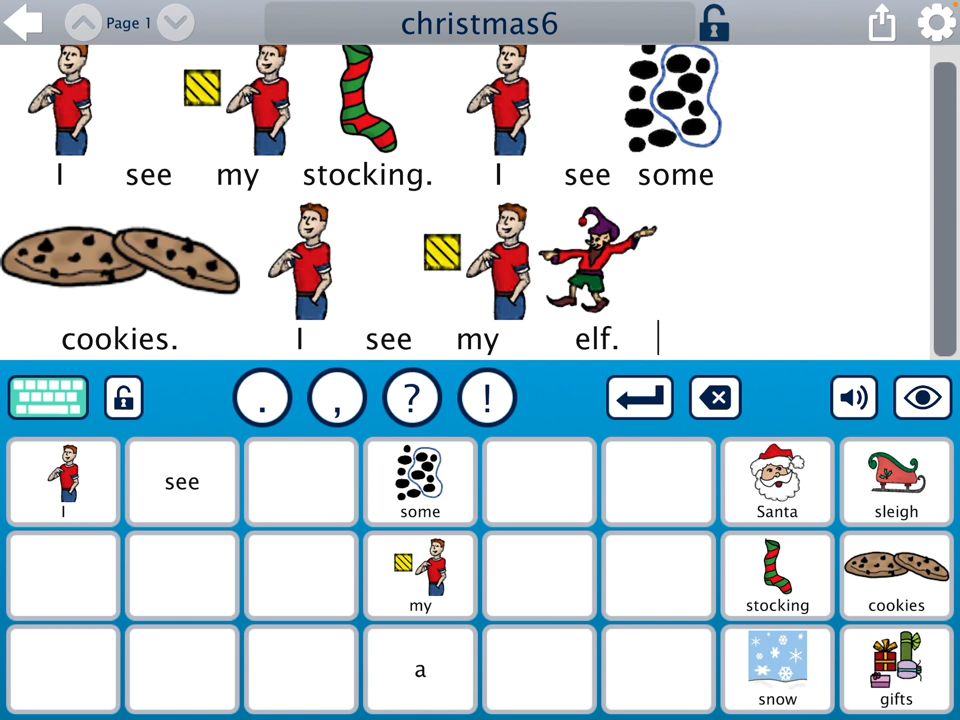 Page 1
christmas6
I see my stocking. I see some
cookies. I see my elf.
. , ? !
I see some Santa sleigh
my stocking cookies
a snow gifts